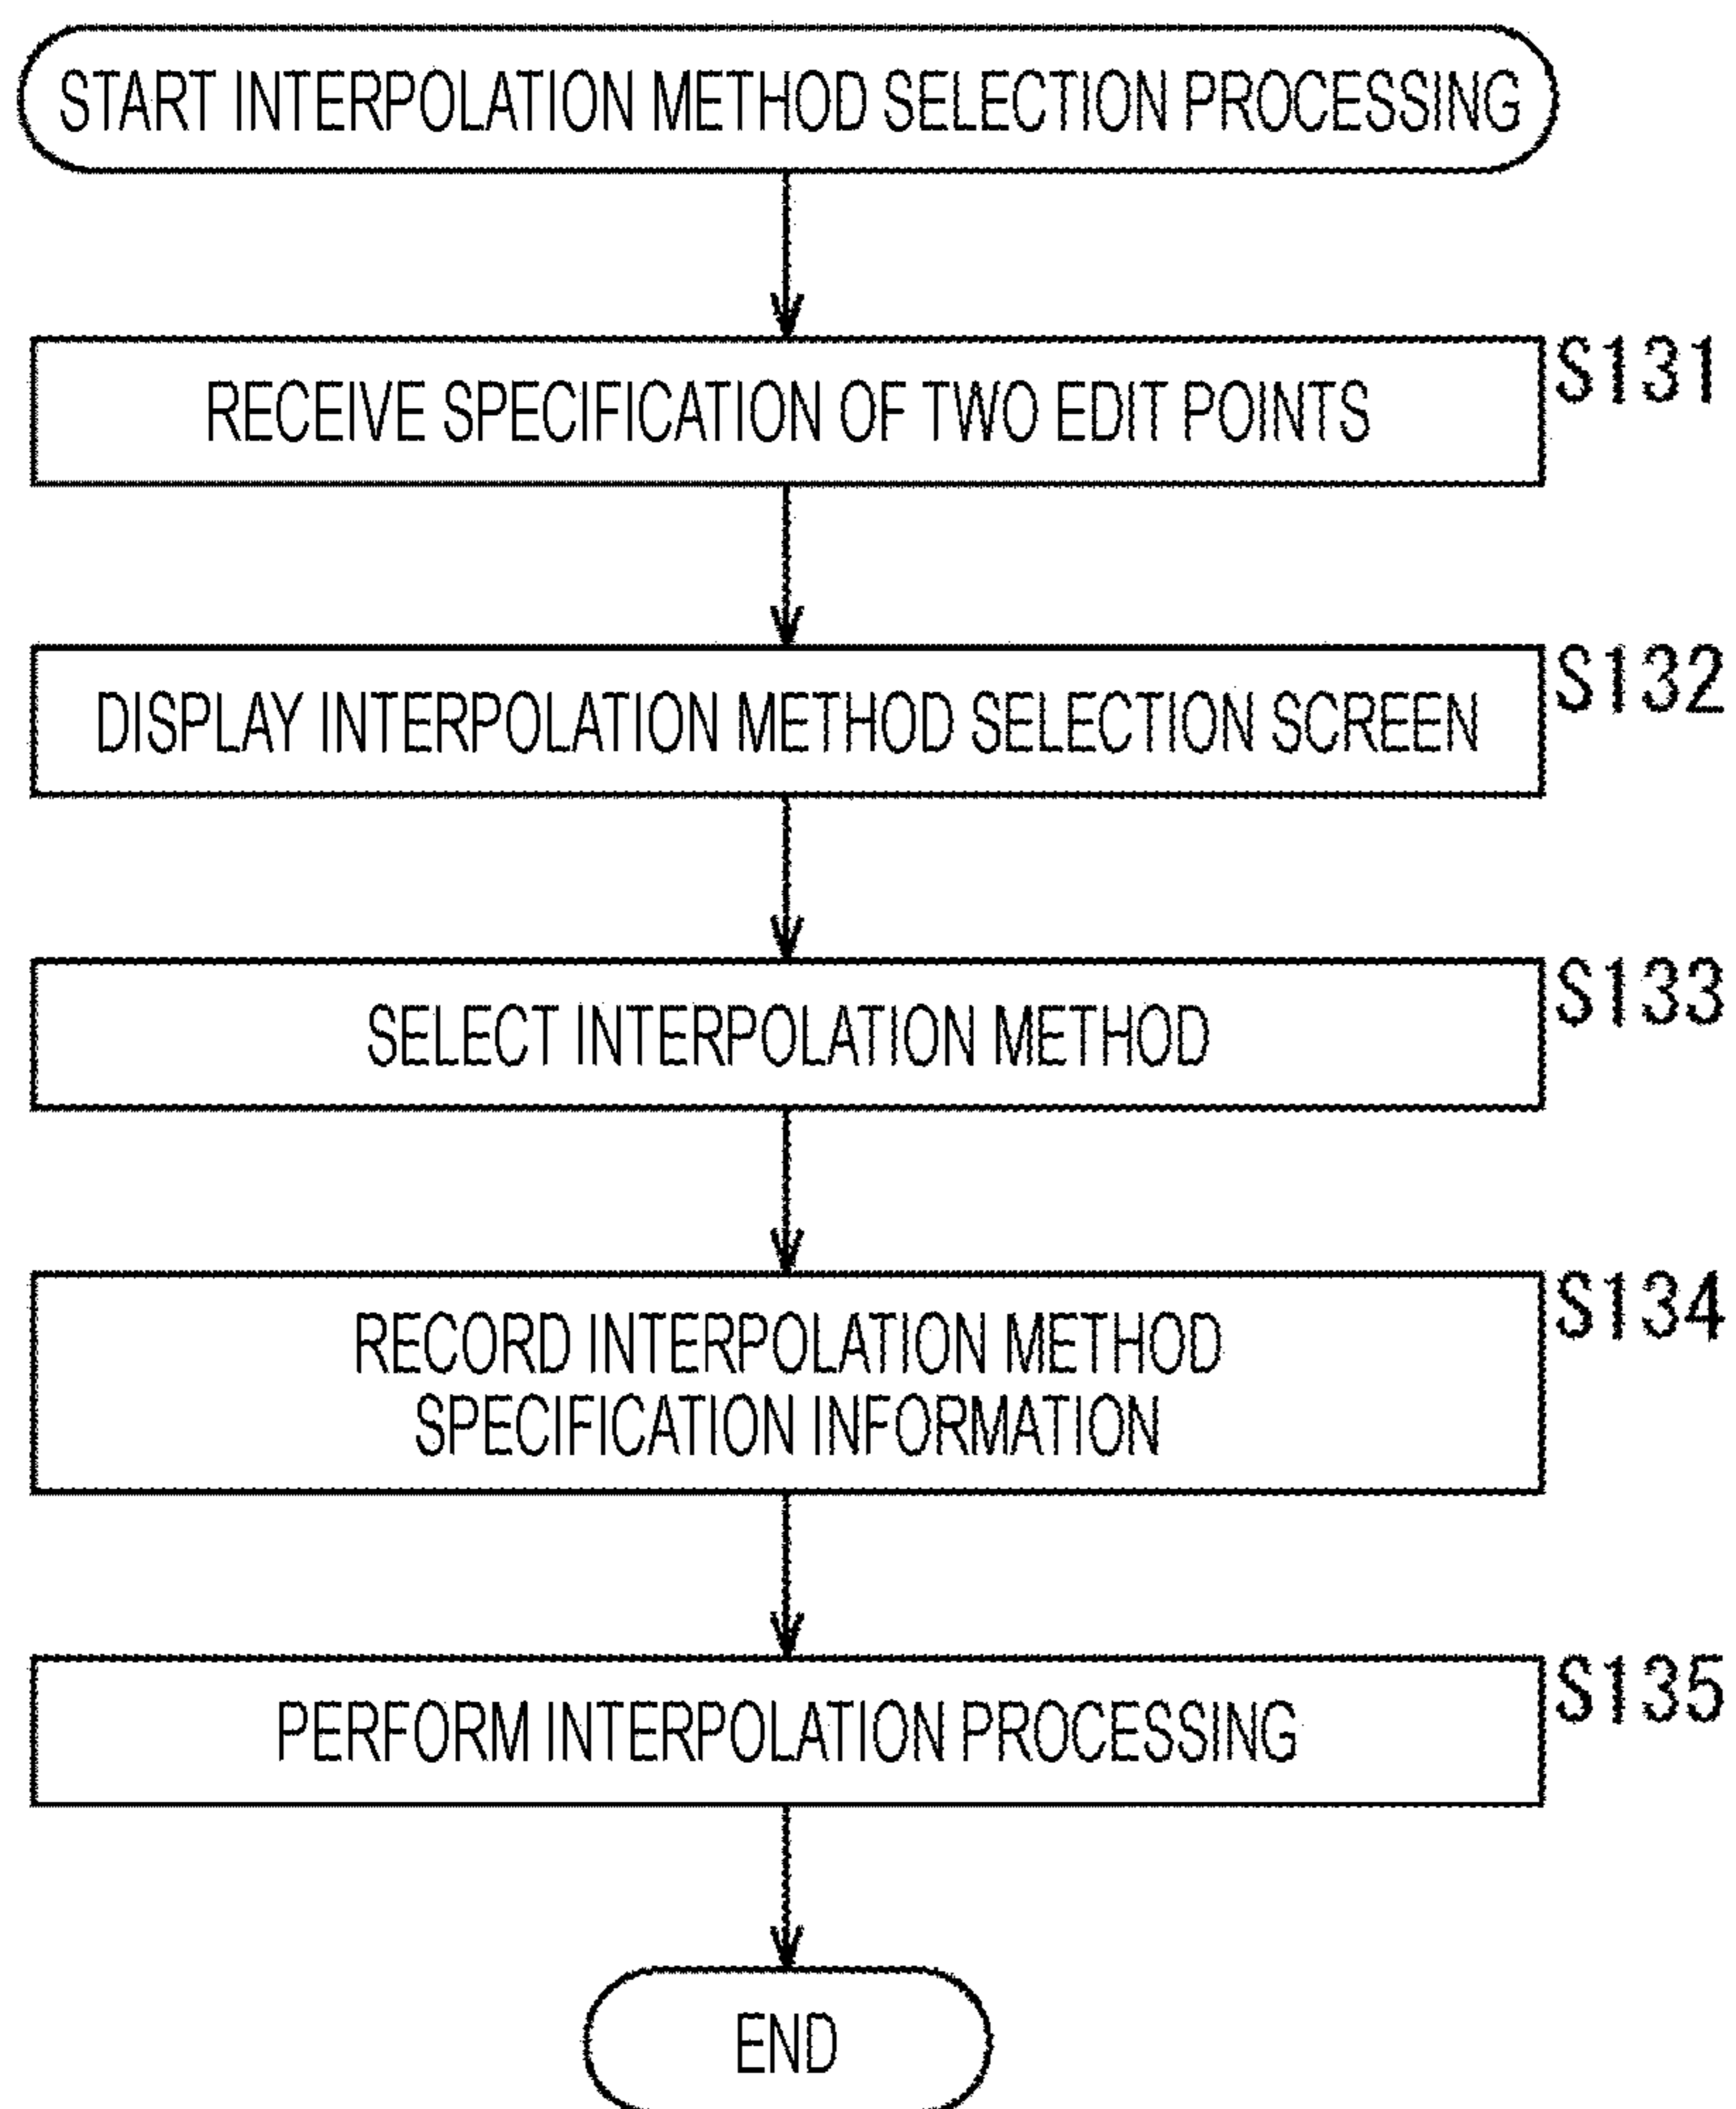 START INTERPOLATION METHOD SELECTION PROCESSING
RECEIVE SPECIFICATION OF TWO EDIT POINTS
S131
DISPLAY INTERPOLATION METHOD SELECTION SCREEN
S132
SELECT INTERPOLATION METHOD
S133
RECORD INTERPOLATION METHOD
SPECIFICATION INFORMATION
S134
PERFORM INTERPOLATION PROCESSING
S135
END